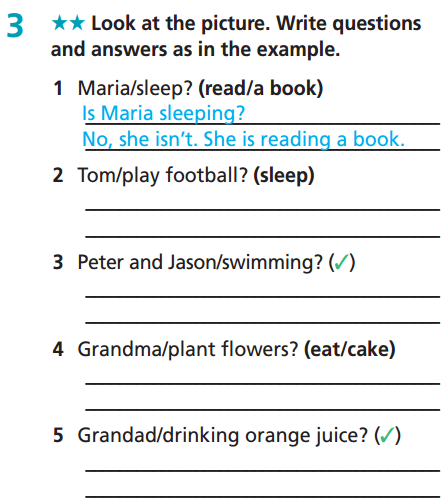 3 ★★ Look at the picture. Write questions
and answers as in the example.
1 Maria/sleep? (read/a book)
Is Maria sleeping?
No, she isn’t. She is reading a book.
2 Tom/play football? (sleep)
3 Peter and Jason/swimming? (✓)
4 Grandma/plant flowers? (eat/cake)
5 Grandad/drinking orange juice? (✓)